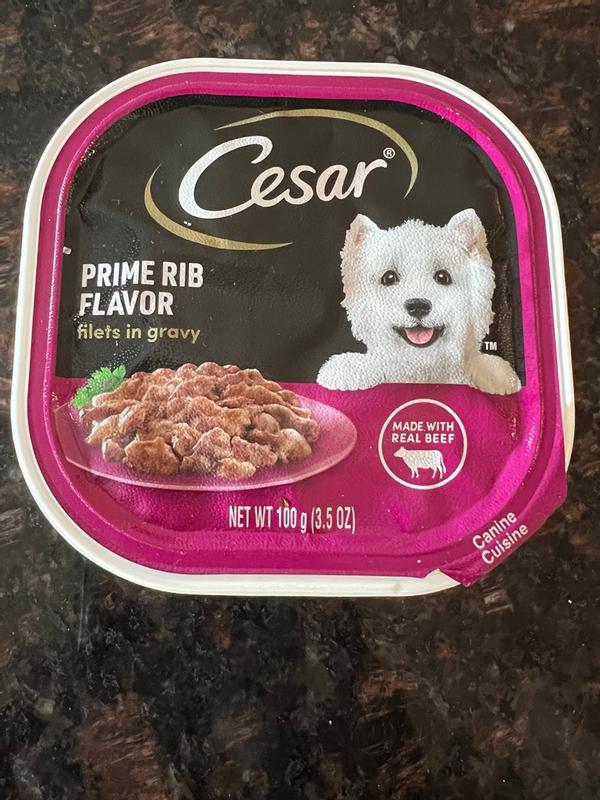 Cesar®
PRIME RIB
FLAVOR
filets in gravy
TM
MADE WITH
REAL BEEF
NET WT 100 g (3.5 OZ)
Canine
Cuisine